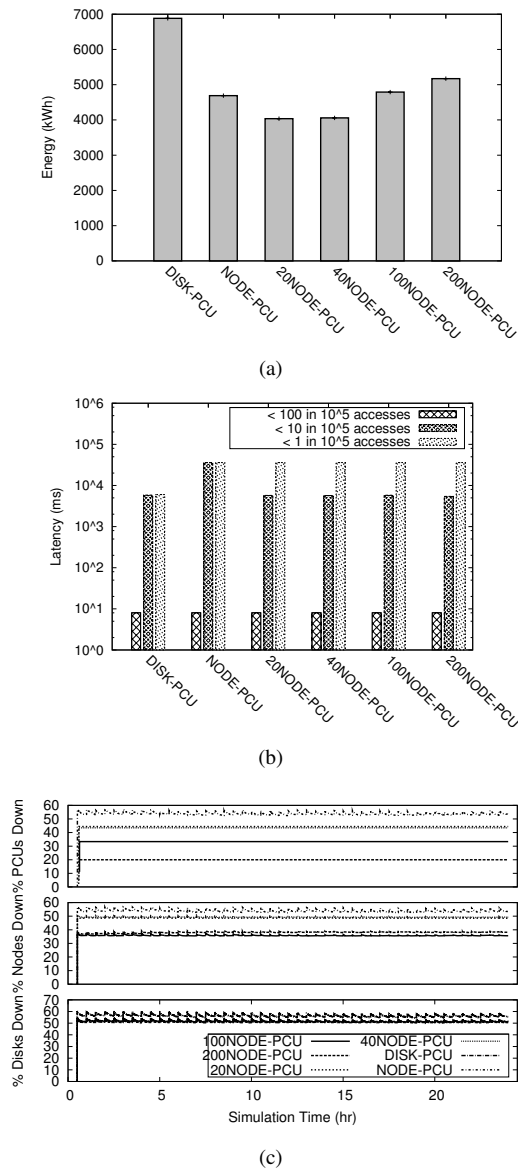 7000
6000
5000
4000
3000
2000
1000
0
Energy (kWh)
DISK-PCU
NODE-PCU
20NODE-PCU
40NODE-PCU
100NODE-PCU
200NODE-PCU
(a)
10^6
10^5
10^4
10^3
10^2
10^1
10^0
Latency (ms)
< 100 in 10^5 accesses
< 10 in 10^5 accesses
< 1 in 10^5 accesses
DISK-PCU
NODE-PCU
20NODE-PCU
40NODE-PCU
100NODE-PCU
200NODE-PCU
(b)
% PCUs Down
60
50
40
30
20
10
0
% Nodes Down
60
50
40
30
20
10
0
% Disks Down
70
60
50
40
30
20
10
0
100NODE-PCU
200NODE-PCU
20NODE-PCU
40NODE-PCU
DISK-PCU
NODE-PCU
0 5 10 15 20
Simulation Time (hr)
(c)